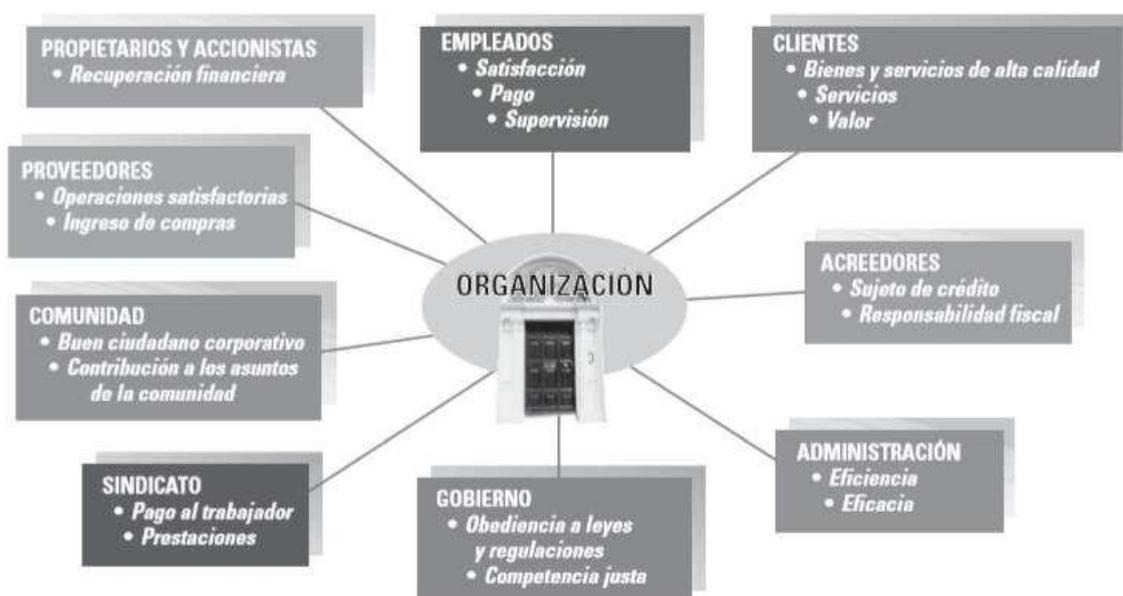 PROPIETARIOS Y ACCIONISTAS
• Recuperación financiera
EMPLEADOS
• Satisfacción
• Pago
• Supervisión
CLIENTES
• Bienes y servicios de alta calidad
• Servicios
• Valor
PROVEEDORES
• Operaciones satisfactorias
• Ingreso de compras
ORGANIZACIÓN
ACREEDORES
• Sujeto de crédito
• Responsabilidad fiscal
COMUNIDAD
• Buen ciudadano corporativo
• Contribución a los asuntos
de la comunidad
ADMINISTRACIÓN
• Eficiencia
• Eficacia
SINDICATO
• Pago al trabajador
• Prestaciones
GOBIERNO
• Obediencia a leyes
y regulaciones
• Competencia justa